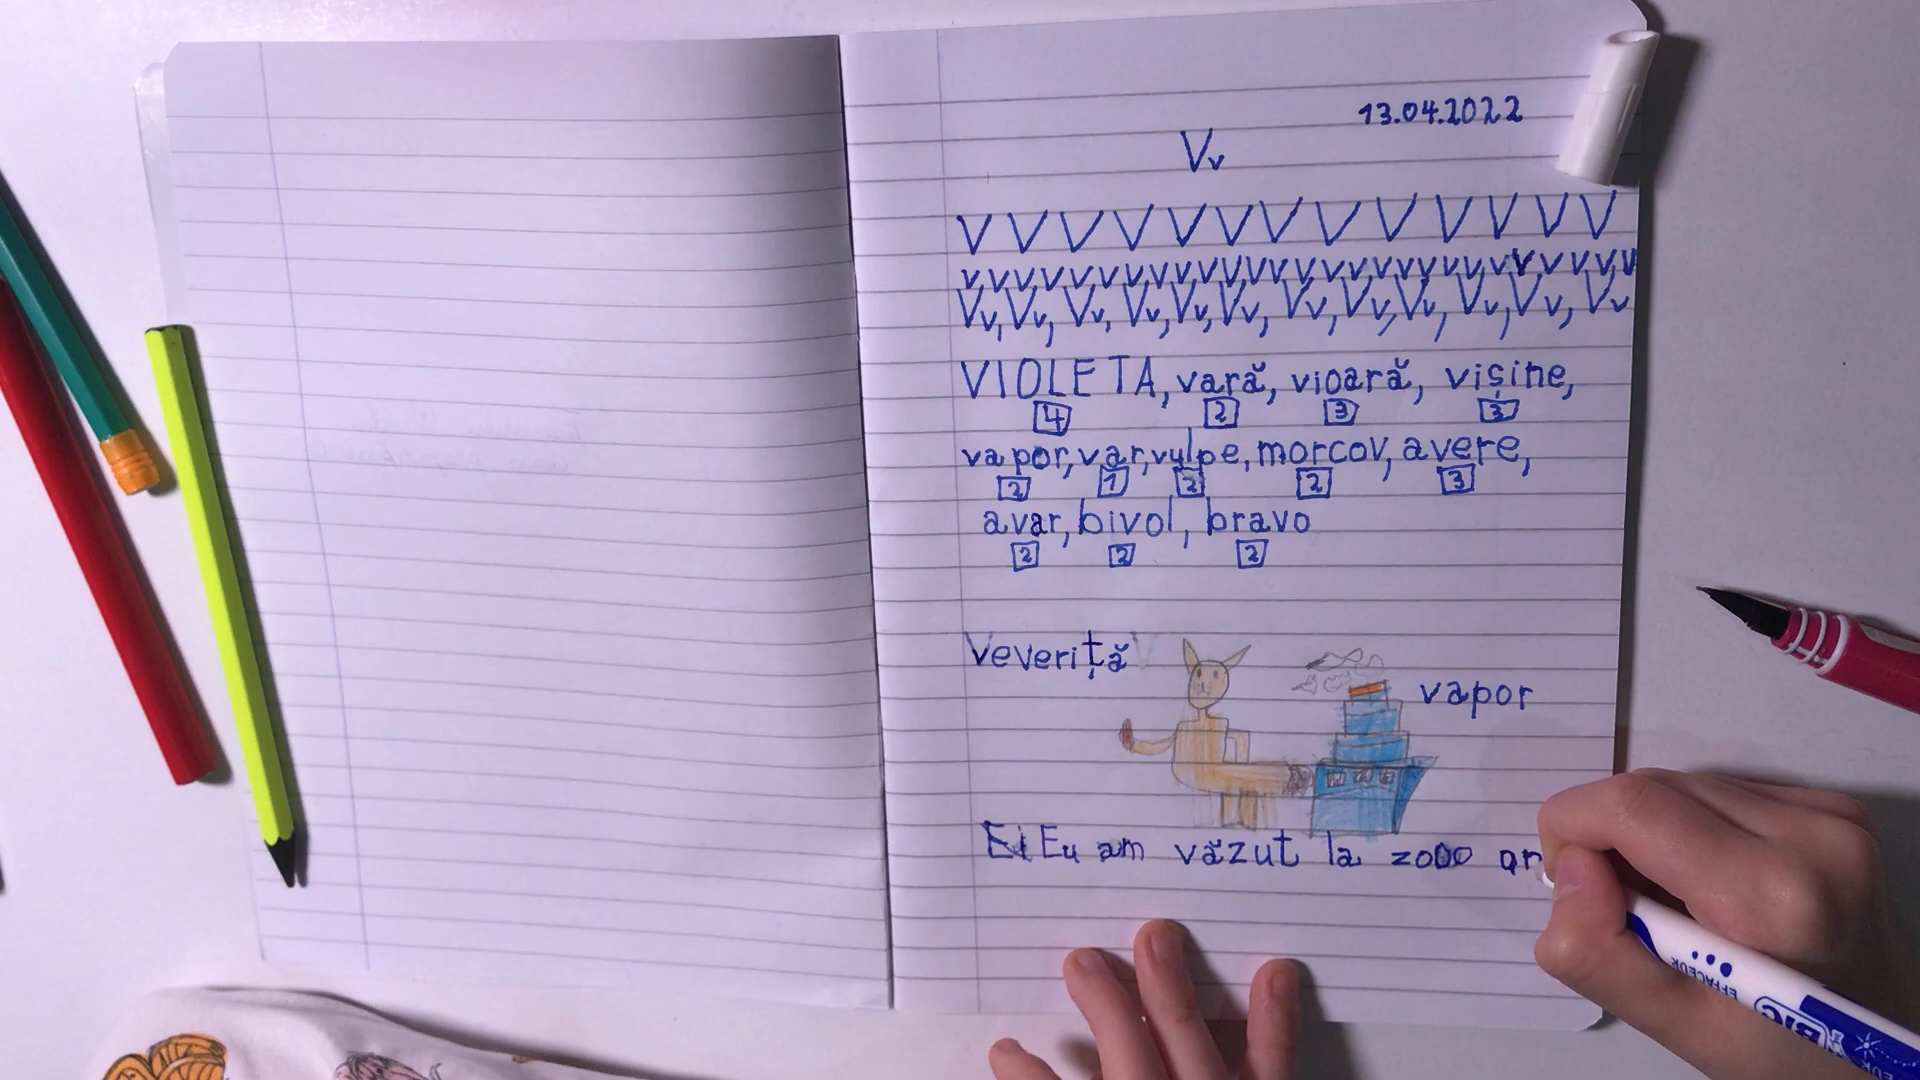 13.04.2022
Vv
V V V V V V V V V V V V V
v v v v v v v v v v v v v v v v v v v v v v v v v v v
Vv, Vv, Vv, Vv, Vv, Vv, Vv, Vv, Vv, Vv, Vv, Vv
VIOLETA, vară, vioară, vișine,
4 2 3 3
vapor, var, vulpe, morcov, avere,
2 1 2 2 3
avar, bivol, bravo
2 2 2
Veveriță
vapor
Eu am văzut la zooo
BIC